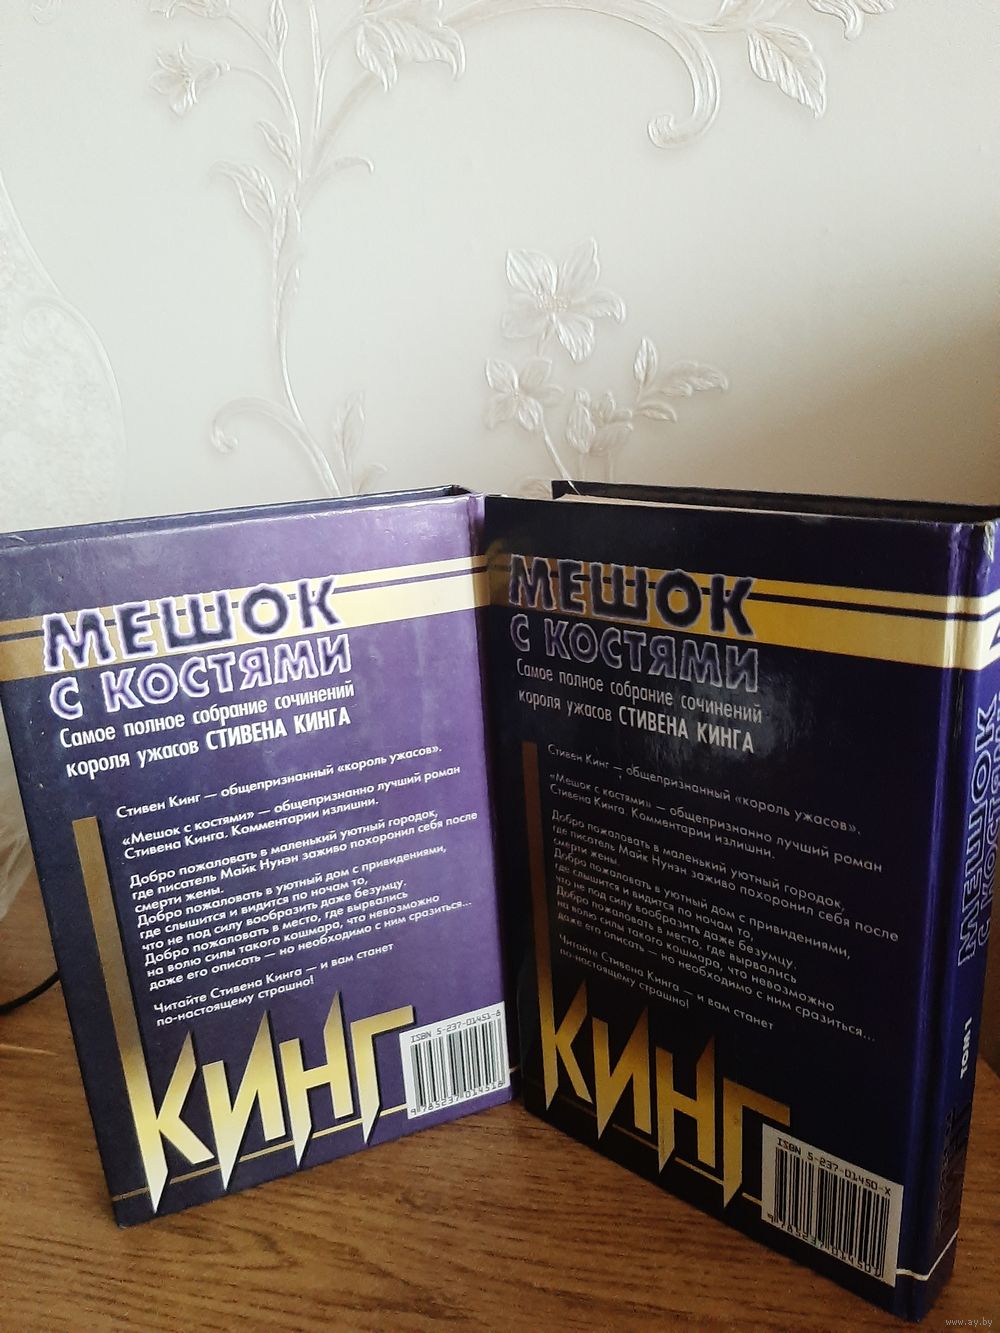 МЕШОК
С КОСТЯМИ
Самое полное собрание сочинений
короля ужасов СТИВЕНА КИНГА
Стивен Кинг — общепризнанный «король ужасов».
«Мешок с костями» — общепризнанно лучший роман
Стивена Кинга. Комментарии излишни.
Добро пожаловать в маленький уютный городок,
где писатель Майк Нунэн заживо похоронил себя после
смерти жены.
Добро пожаловать в уютный дом с привидениями,
где слышится и видится по ночам то,
что не под силу вообразить даже безумцу.
Добро пожаловать в место, где вырвались
на волю силы такого кошмара, что невозможно
даже его описать — но необходимо с ним сразиться...
Читайте Стивена Кинга — и вам станет
по-настоящему страшно!
КИНГ
ISBN 5-237-01451-8
9 785237 014518
МЕШОК
С КОСТЯМИ
Самое полное собрание сочинений
короля ужасов СТИВЕНА КИНГА
Стивен Кинг — общепризнанный «король ужасов».
«Мешок с костями» — общепризнанно лучший роман
Стивена Кинга. Комментарии излишни.
Добро пожаловать в маленький уютный городок,
где писатель Майк Нунэн заживо похоронил себя после
смерти жены.
Добро пожаловать в уютный дом с привидениями,
где слышится и видится по ночам то,
что не под силу вообразить даже безумцу.
Добро пожаловать в место, где вырвались
на волю силы такого кошмара, что невозможно
даже его описать — но необходимо с ним сразиться...
Читайте Стивена Кинга — и вам станет
по-настоящему страшно!
КИНГ
ISBN 5-237-01450-X
9 785237 014501
МЕШОК
С КОСТЯМИ
ТОМ 1
www.ay.by